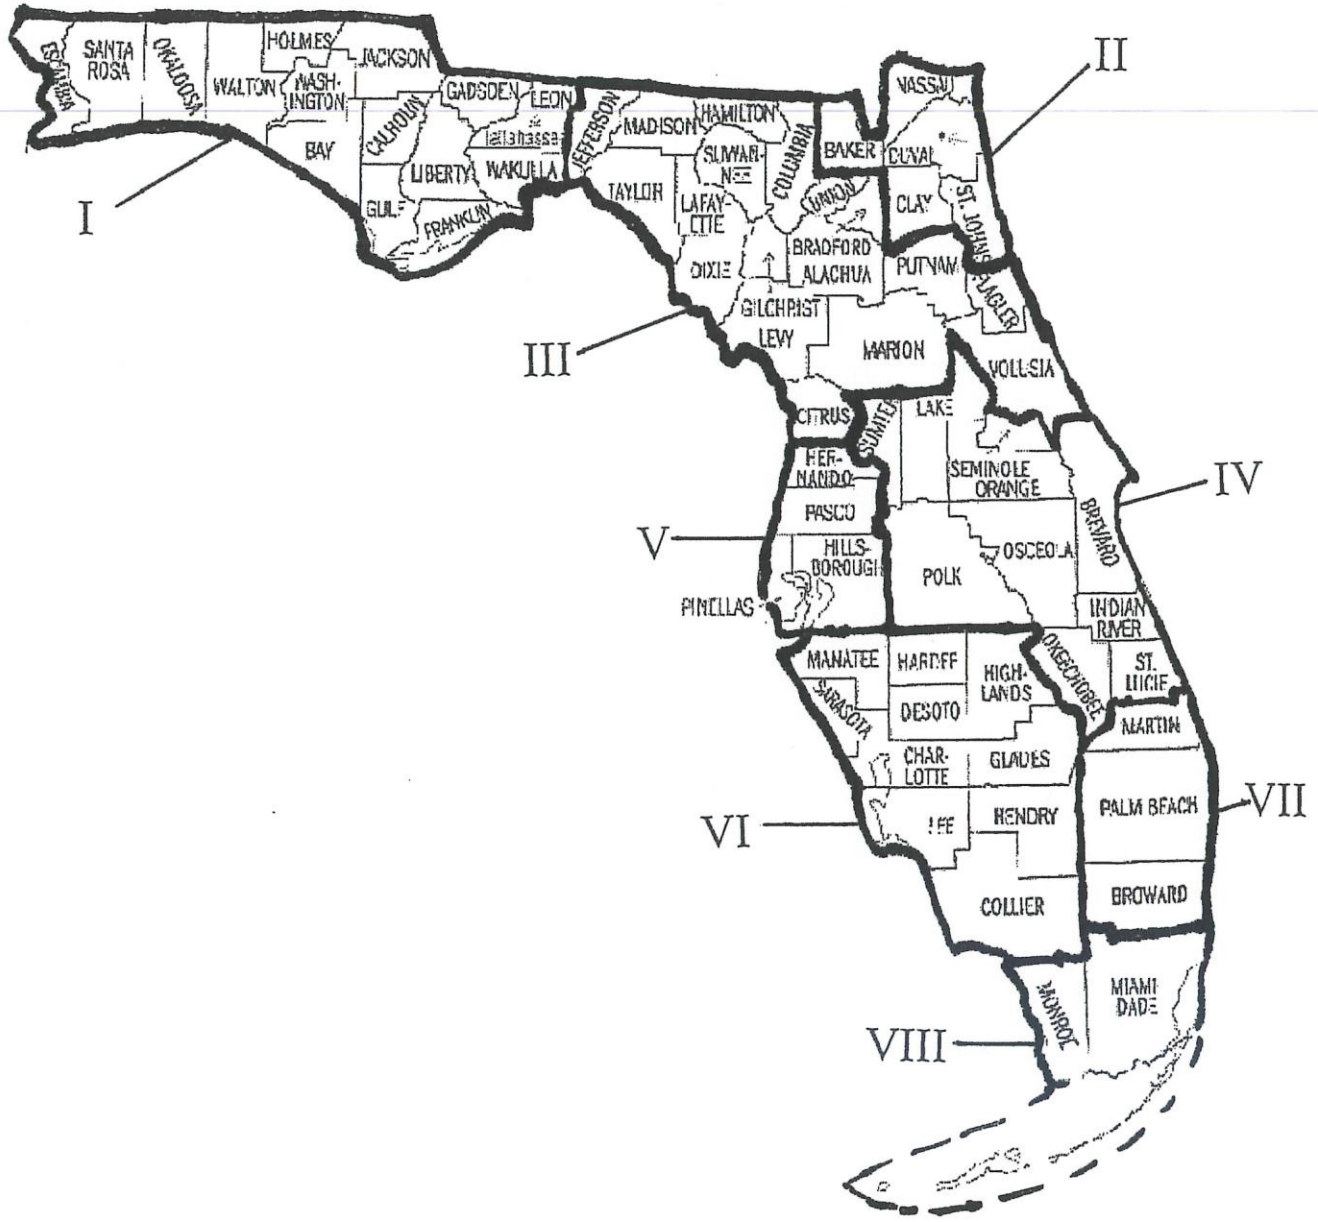 I
II
III
IV
V
VI
VII
VIII
ESCAMBIA
SANTA
ROSA
OKALOOSA
WALTON
HOLMES
WASH-
INGTON
JACKSON
BAY
CALHOUN
GULF
GADSDEN
LIBERTY
FRANKLIN
LEON
Tallahassee
WAKULLA
JEFFERSON
MADISON
TAYLOR
HAMILTON
SUWAN-
NEE
LAFAY-
ETTE
DIXIE
COLUMBIA
BAKER
UNION
BRADFORD
ALACHUA
GILCHRIST
LEVY
MARION
CITRUS
NASSAU
DUVAL
CLAY
ST. JOHNS
PUTNAM
FLAGLER
VOLUSIA
SUMTER
LAKE
SEMINOLE
ORANGE
BREVARD
OSCEOLA
POLK
INDIAN
RIVER
OKEECHOBEE
ST.
LUCIE
HER-
NANDO
PASCO
HILLS-
BOROUGH
PINELLAS
MANATEE
HARDEE
HIGH-
LANDS
SARASOTA
DESOTO
CHAR-
LOTTE
GLADES
LEE
HENDRY
COLLIER
MARTIN
PALM BEACH
BROWARD
MONROE
MIAMI
DADE